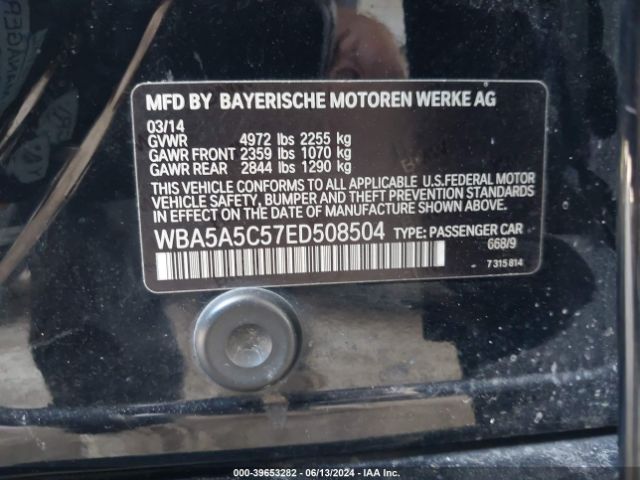 MFD BY BAYERISCHE MOTOREN WERKE AG
03/14
GVWR 4972 lbs 2255 kg
GAWR FRONT 2359 lbs 1070 kg
GAWR REAR 2844 lbs 1290 kg
THIS VEHICLE CONFORMS TO ALL APPLICABLE U.S.FEDERAL MOTOR
VEHICLE SAFETY, BUMPER, AND THEFT PREVENTION
STANDARDS IN EFFECT ON THE DATE OF
MANUFACTURE SHOWN ABOVE.
WBA5A5C57ED508504 TYPE: PASSENGER CAR
668/9
7 315 814
000-39653282 - 06/13/2024 - IAA Inc.